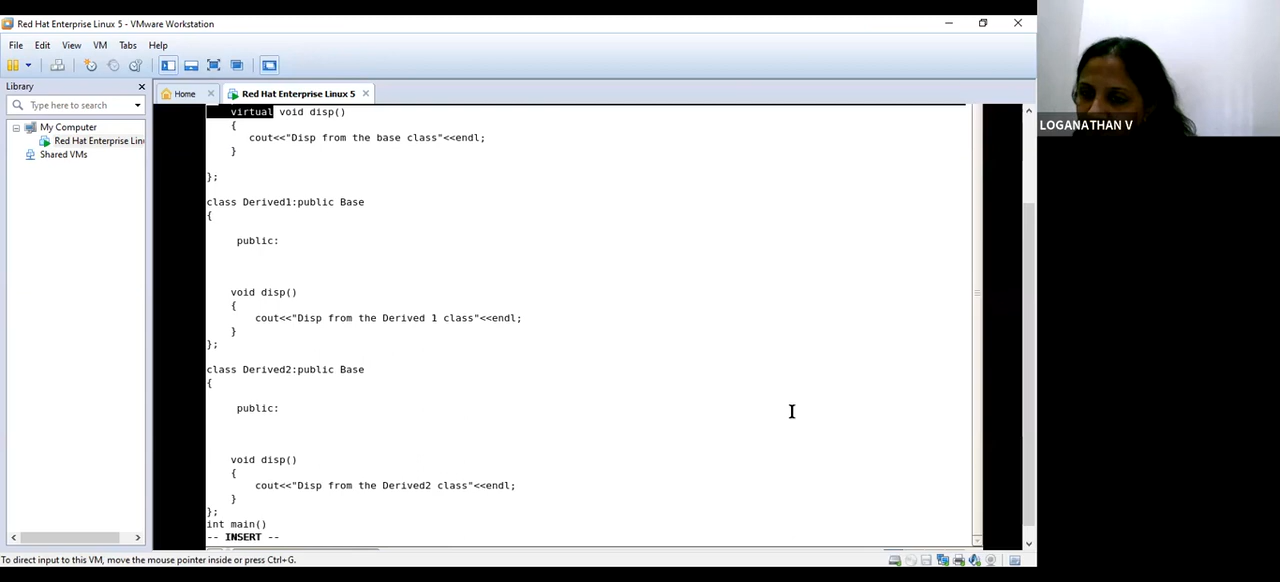 Red Hat Enterprise Linux 5 - VMware Workstation
File Edit View VM Tabs Help
Library
Type here to search
My Computer
Red Hat Enterprise Lin
Shared VMs
Home
Red Hat Enterprise Linux 5
virtual void disp()
{
cout<<"Disp from the base class"<<endl;
}
};
class Derived1:public Base
{
public:
void disp()
{
cout<<"Disp from the Derived 1 class"<<endl;
}
};
class Derived2:public Base
{
public:
void disp()
{
cout<<"Disp from the Derived2 class"<<endl;
}
};
int main()
-- INSERT --
To direct input to this VM, move the mouse pointer inside or press Ctrl+G.
LOGANATHAN V